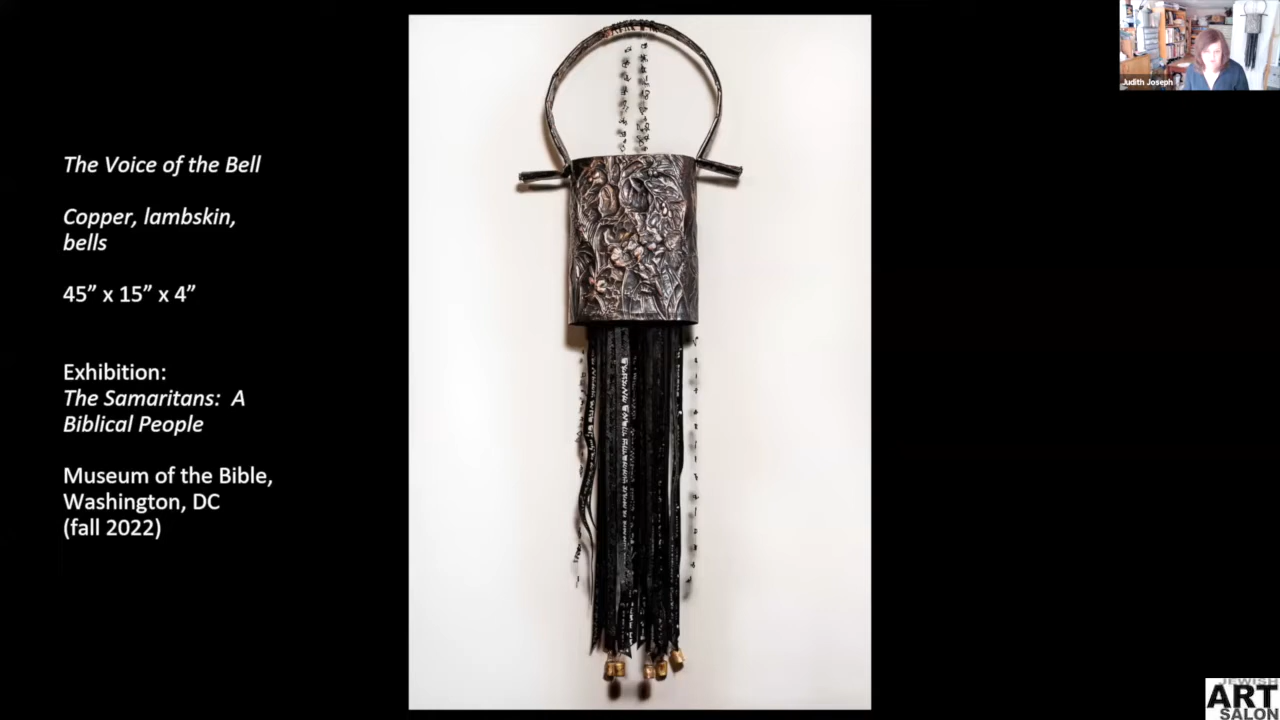 The Voice of the Bell
Copper, lambskin,
bells
45” x 15” x 4”
Exhibition:
The Samaritans:  A
Biblical People
Museum of the Bible,
Washington, DC
(fall 2022)
Judith Joseph
JEWISH
ART
SALON